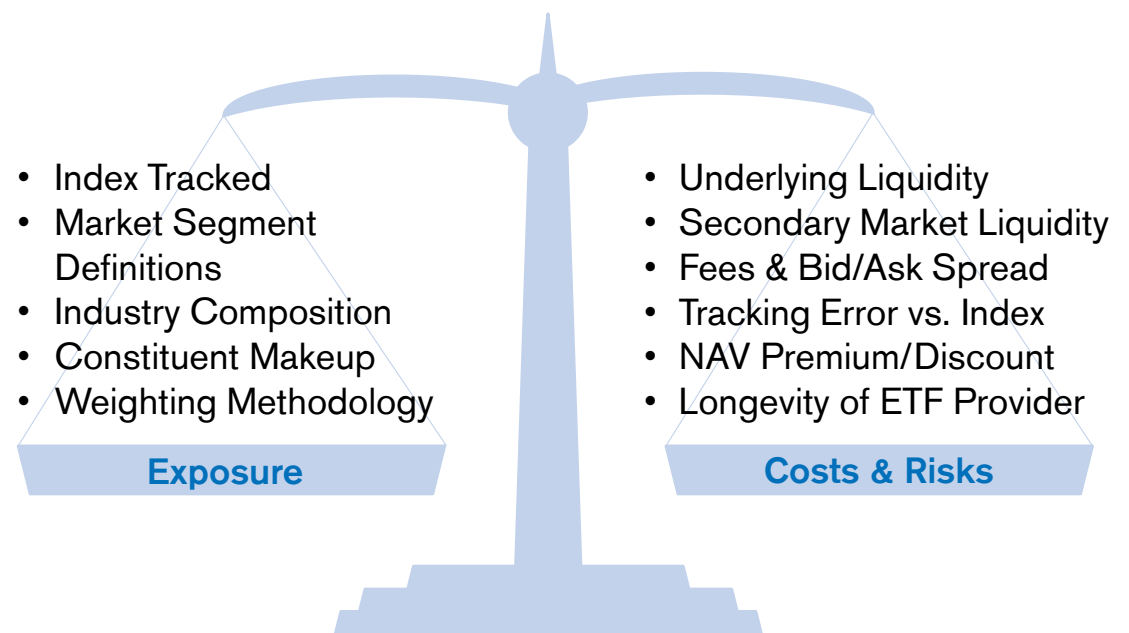 • Index Tracked
• Market Segment
Definitions
• Industry Composition
• Constituent Makeup
• Weighting Methodology
Exposure
• Underlying Liquidity
• Secondary Market Liquidity
• Fees & Bid/Ask Spread
• Tracking Error vs. Index
• NAV Premium/Discount
• Longevity of ETF Provider
Costs & Risks